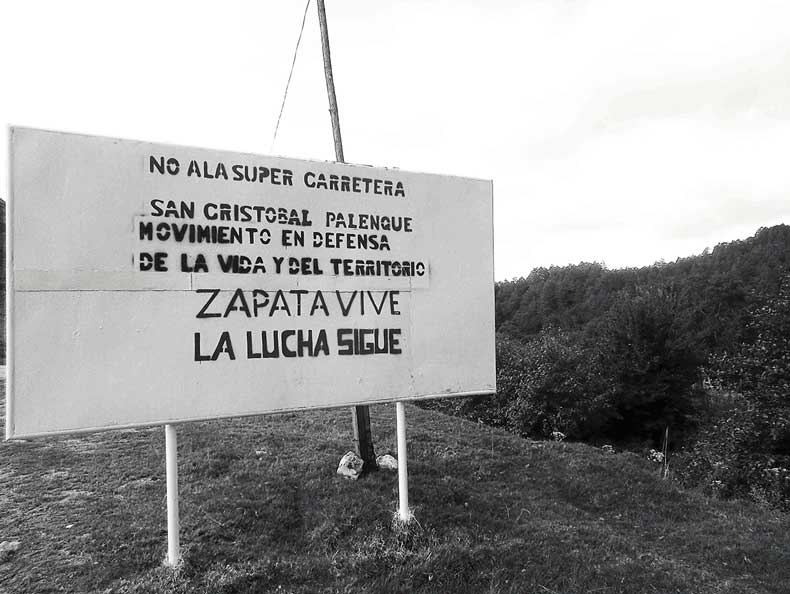 NO A LA SUPER CARRETERA
SAN CRISTOBAL PALENQUE
MOVIMIENTO EN DEFENSA
DE LA VIDA Y DEL TERRITORIO
ZAPATA VIVE
LA LUCHA SIGUE